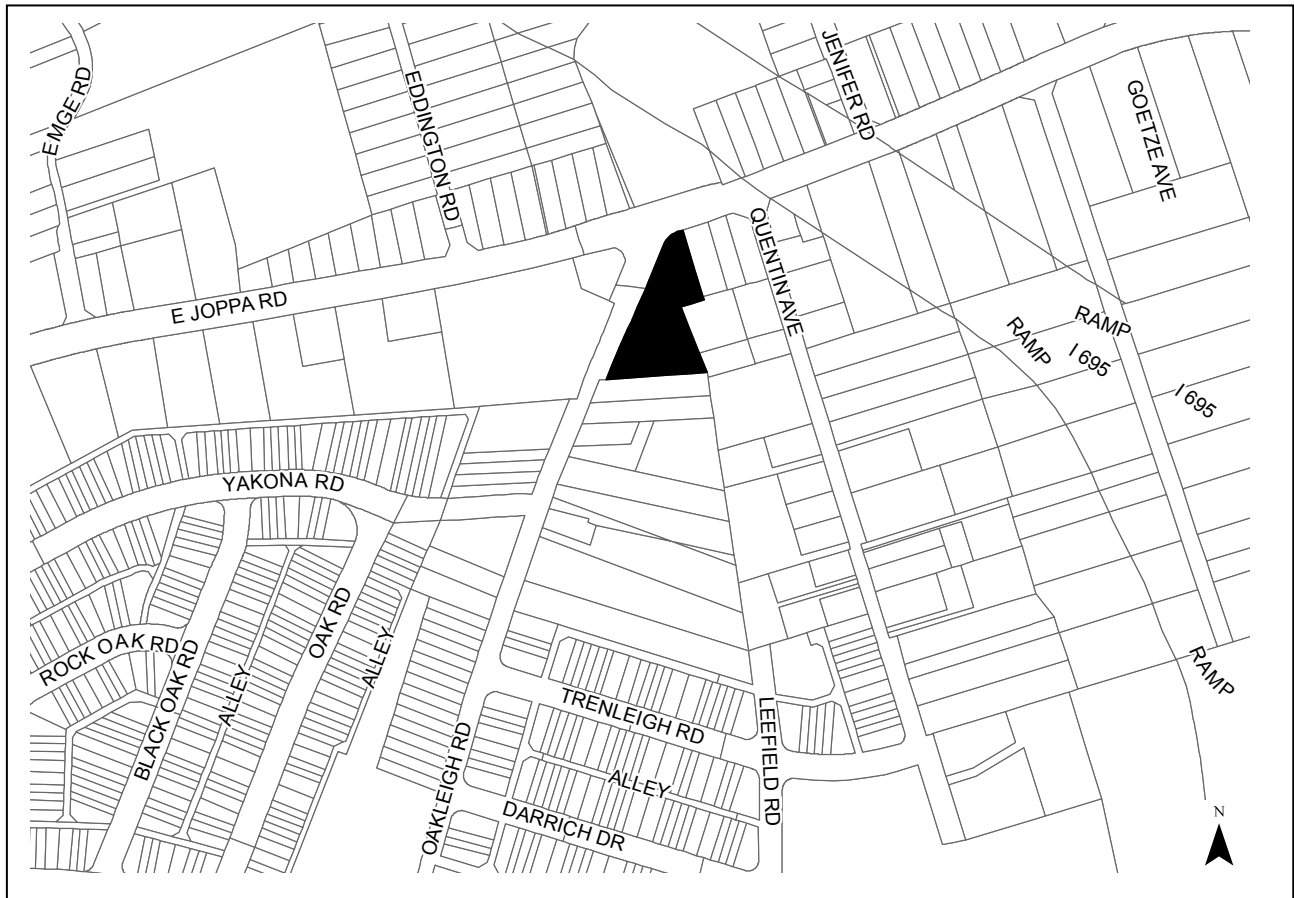 JENIFER RD
EMGE RD
EDDINGTON RD
GOETZE AVE
QUENTIN AVE
E JOPPA RD
RAMP
RAMP
I 695
I 695
YAKONA RD
OAK RD
ROCK OAK RD
BLACK OAK RD
ALLEY
ALLEY
RAMP
TRENLEIGH RD
LEEFIELD RD
OAKLEIGH RD
ALLEY
DARRICH DR
N